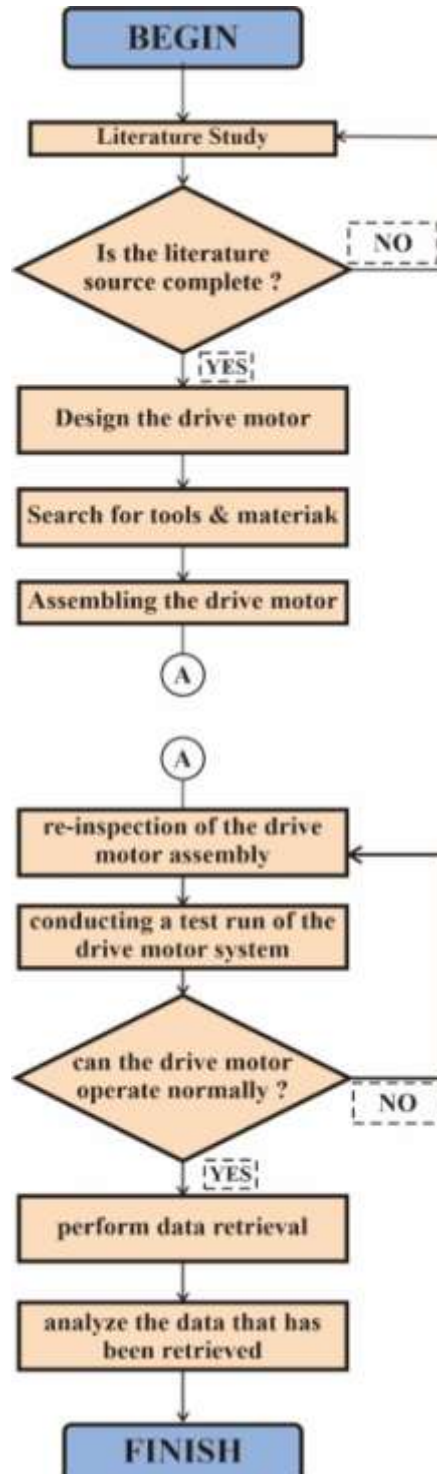 BEGIN
Literature Study
Is the literature
source complete ?
NO
YES
Design the drive motor
Search for tools & materiak
Assembling the drive motor
A
A
re-inspection of the drive
motor assembly
conducting a test run of the
drive motor system
can the drive motor
operate normally ?
NO
YES
perform data retrieval
analyze the data that has
been retrieved
FINISH